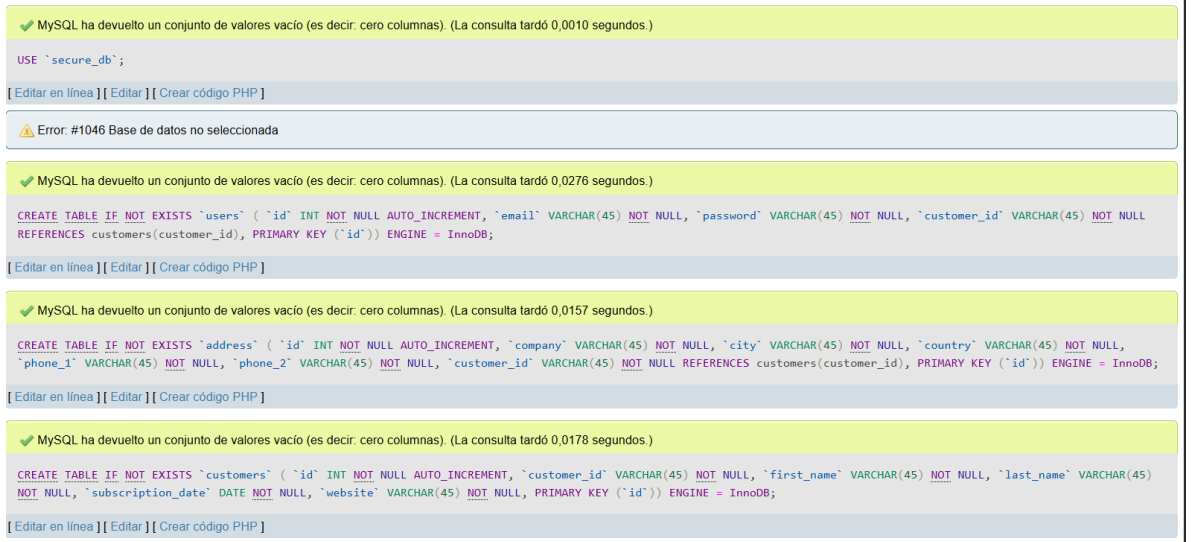 MySQL ha devuelto un conjunto de valores vacío (es decir: cero columnas). (La consulta tardó 0,0010 segundos.)
USE `secure_db`;
[ Editar en línea ] [ Editar ] [ Crear código PHP ]
Error: #1046 Base de datos no seleccionada
MySQL ha devuelto un conjunto de valores vacío (es decir: cero columnas). (La consulta tardó 0,0276 segundos.)
CREATE TABLE IF NOT EXISTS `users` ( `id` INT NOT NULL AUTO_INCREMENT, `email` VARCHAR(45) NOT NULL, `password` VARCHAR(45) NOT NULL, `customer_id` VARCHAR(45) NOT NULL
REFERENCES customers(customer_id), PRIMARY KEY (`id`)) ENGINE = InnoDB;
[ Editar en línea ] [ Editar ] [ Crear código PHP ]
MySQL ha devuelto un conjunto de valores vacío (es decir: cero columnas). (La consulta tardó 0,0157 segundos.)
CREATE TABLE IF NOT EXISTS `address` ( `id` INT NOT NULL AUTO_INCREMENT, `company` VARCHAR(45) NOT NULL, `city` VARCHAR(45) NOT NULL, `country` VARCHAR(45) NOT NULL,
`phone_1` VARCHAR(45) NOT NULL, `phone_2` VARCHAR(45) NOT NULL, `customer_id` VARCHAR(45) NOT NULL REFERENCES customers(customer_id), PRIMARY KEY (`id`)) ENGINE = InnoDB;
[ Editar en línea ] [ Editar ] [ Crear código PHP ]
MySQL ha devuelto un conjunto de valores vacío (es decir: cero columnas). (La consulta tardó 0,0178 segundos.)
CREATE TABLE IF NOT EXISTS `customers` ( `id` INT NOT NULL AUTO_INCREMENT, `customer_id` VARCHAR(45) NOT NULL, `first_name` VARCHAR(45) NOT NULL, `last_name` VARCHAR(45)
NOT NULL, `subscription_date` DATE NOT NULL, `website` VARCHAR(45) NOT NULL, PRIMARY KEY (`id`)) ENGINE = InnoDB;
[ Editar en línea ] [ Editar ] [ Crear código PHP ]